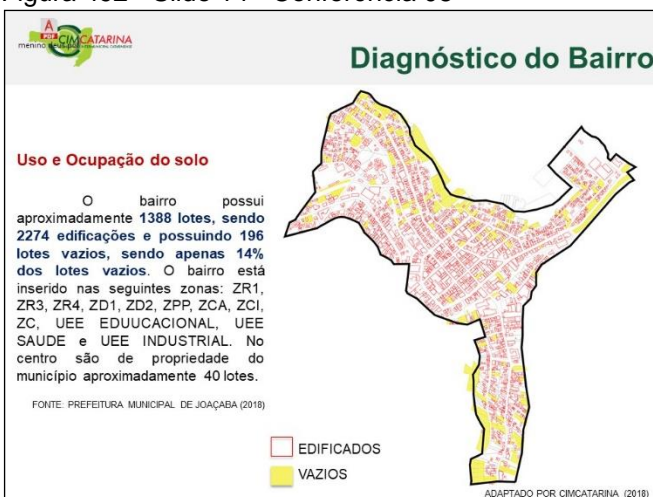 Figura 432 - Slide 14 - Conferência 03
CIMCATARINA
Diagnóstico do Bairro
Uso e Ocupação do solo
O bairro possui
aproximadamente 1388 lotes, sendo
2274 edificações e possuindo 196
lotes vazios, sendo apenas 14%
dos lotes vazios. O bairro está
inserido nas seguintes zonas: ZR1,
ZR3, ZR4, ZD1, ZD2, ZPP, ZCA, ZCI,
ZC, UEE EDUUCACIONAL, UEE
SAUDE e UEE INDUSTRIAL. No
centro são de propriedade do
município aproximadamente 40 lotes.
FONTE: PREFEITURA MUNICIPAL DE JOAÇABA (2018)
EDIFICADOS
VAZIOS
ADAPTADO POR CIMCATARINA (2018)